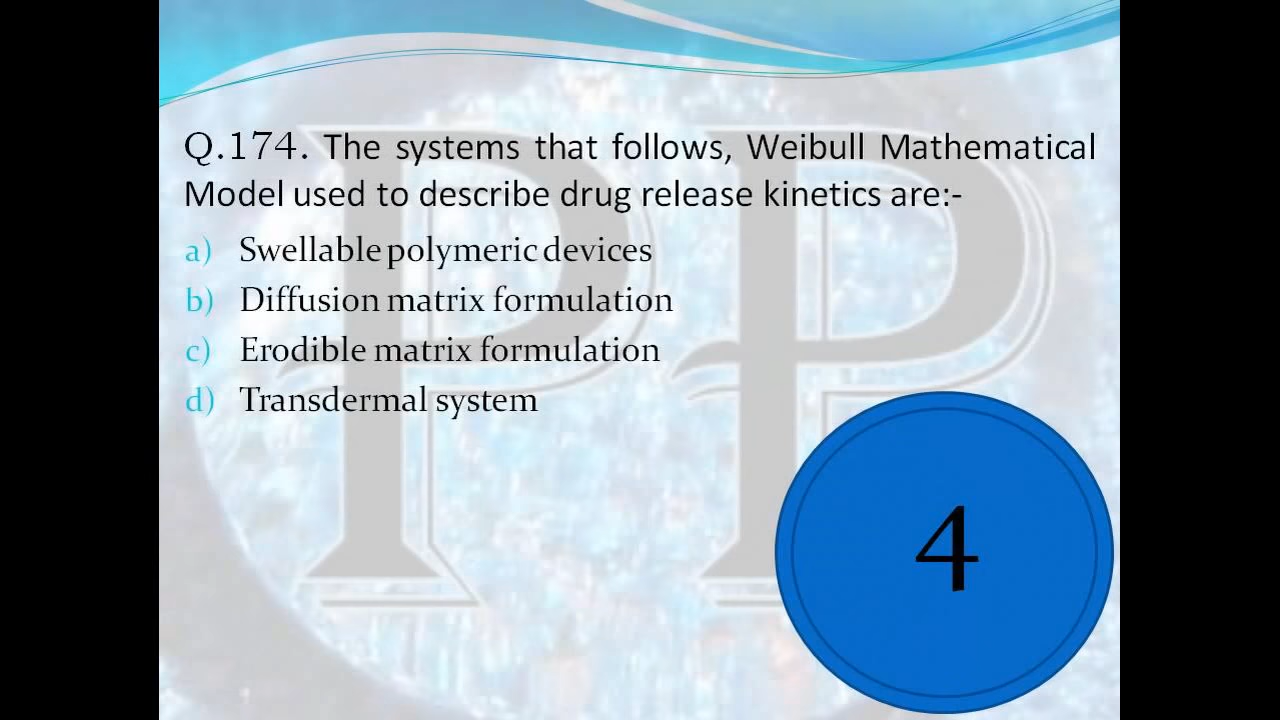 Q.174. The systems that follows, Weibull Mathematical
Model used to describe drug release kinetics are:-
a) Swellable polymeric devices
b) Diffusion matrix formulation
c) Erodible matrix formulation
d) Transdermal system
4
PP